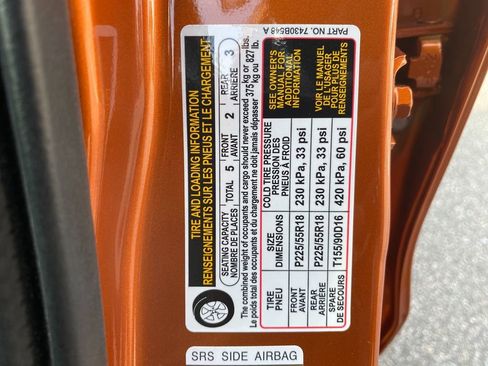 TIRE AND LOADING INFORMATION
RENSEIGNEMENTS SUR LES PNEUS ET LE CHARGEMENT
SEATING CAPACITY
NOMBRE DE PLACES
TOTAL 5
FRONT
AVANT
2
REAR
ARRIÈRE
3
The combined weight of occupants and cargo should never exceed 375 kg or 827 lbs.
Le poids total des occupants et du chargement ne doit jamais dépasser 375 kg ou 827 lb.
TIRE
PNEU
SIZE
DIMENSIONS
COLD TIRE PRESSURE
PRESSION DES
PNEUS À FROID
FRONT
AVANT
P225/55R18
230 kPa, 33 psi
REAR
ARRIÈRE
P225/55R18
230 kPa, 33 psi
SPARE
DE SECOURS
T155/90D16
420 kPa, 60 psi
SEE OWNER'S
MANUAL FOR
ADDITIONAL
INFORMATION
VOIR LE MANUEL
DE L'USAGER
POUR PLUS DE
RENSEIGNEMENTS
PART NO. 7430B548 A
SRS SIDE AIRBAG